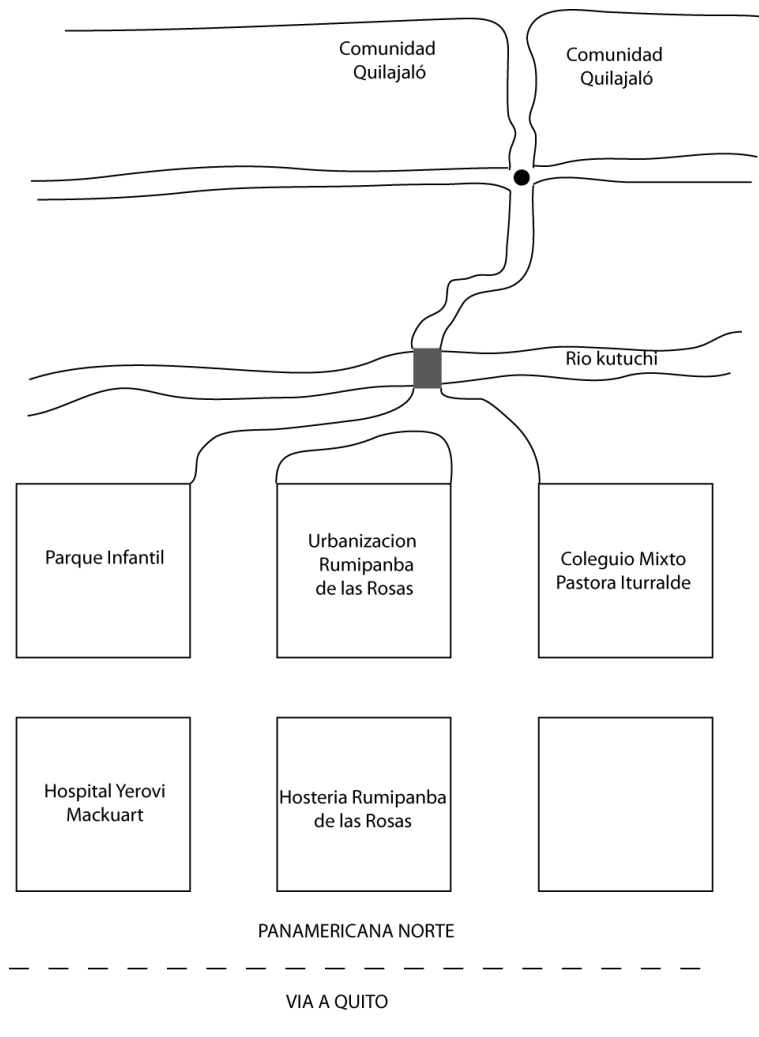 Comunidad
Quilajaló
Comunidad
Quilajaló
Rio kutuchi
Parque Infantil
Urbanizacion
Rumipanba
de las Rosas
Coleguio Mixto
Pastora Iturralde
Hospital Yerovi
Mackuart
Hosteria Rumipanba
de las Rosas
PANAMERICANA NORTE
VIA A QUITO